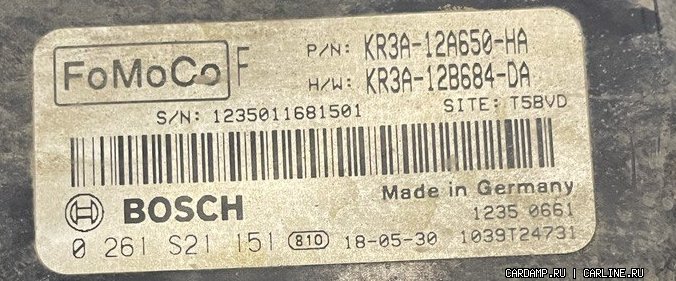 FoMoCo F P/N: KR3A-12A650-HA
H/W: KR3A-12B684-DA
S/N: 1235011681501 SITE: T5BVD
Made in Germany
BOSCH 1235 0661
0 261 S21 151 810 18-05-30 1039T24731
CARDAMP.RU | CARLINE.RU